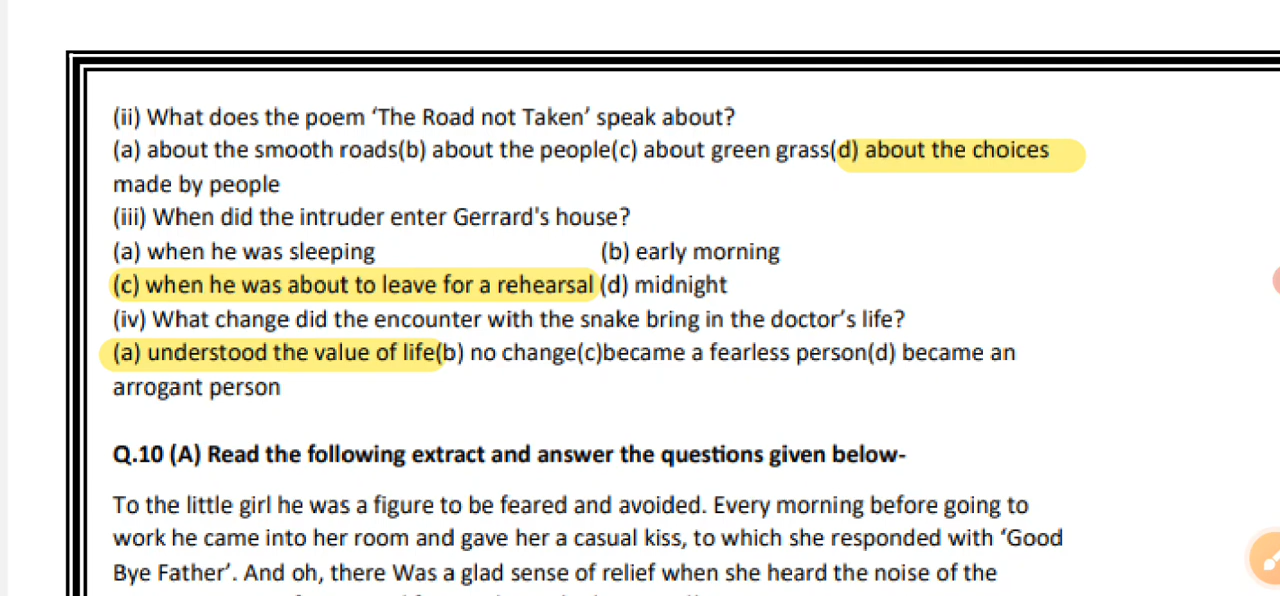 (ii) What does the poem ‘The Road not Taken’ speak about?
(a) about the smooth roads(b) about the people(c) about green grass(d) about the choices
made by people
(iii) When did the intruder enter Gerrard's house?
(a) when he was sleeping (b) early morning
(c) when he was about to leave for a rehearsal (d) midnight
(iv) What change did the encounter with the snake bring in the doctor’s life?
(a) understood the value of life(b) no change(c)became a fearless person(d) became an
arrogant person
Q.10 (A) Read the following extract and answer the questions given below-
To the little girl he was a figure to be feared and avoided. Every morning before going to
work he came into her room and gave her a casual kiss, to which she responded with ‘Good
Bye Father’. And oh, there Was a glad sense of relief when she heard the noise of the